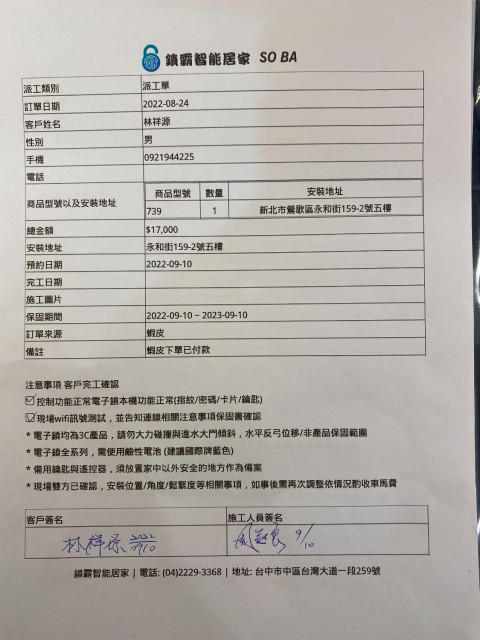 鎖霸智能居家 SO BA
派工類別 派工單
訂單日期 2022-08-24
客戶姓名 林祥源
性別 男
手機 0921944225
電話
商品型號以及安裝地址 商品型號 數量 安裝地址
739 1 新北市鶯歌區永和街159-2號五樓
總金額 $17,000
安裝地址 永和街159-2號五樓
預約日期 2022-09-10
完工日期
施工圖片
保固期間 2022-09-10 ~ 2023-09-10
訂單來源 蝦皮
備註 蝦皮下單已付款
注意事項 客戶完工確認
控制功能正常電子鎖本機功能正常(指紋/密碼/卡片/鑰匙)
現場wifi訊號測試，並告知連線相關注意事項保固書確認
* 電子鎖均為3C產品，請勿大力碰撞與進水大門傾斜，水平反弓位移/非產品保固範圍
* 電子鎖全系列，需使用鹼性電池 (建議國際牌藍色)
* 備用鑰匙與遙控器，須放置家中以外安全的地方作為備案
* 現場雙方已確認，安裝位置/角度/鬆緊度等相關事項，如事後需再次調整依情況酌收車馬費
客戶簽名 施工人員簽名
林祥源 9/10
鎖霸智能居家 | 電話: (04)2229-3368 | 地址: 台中市中區台灣大道一段259號